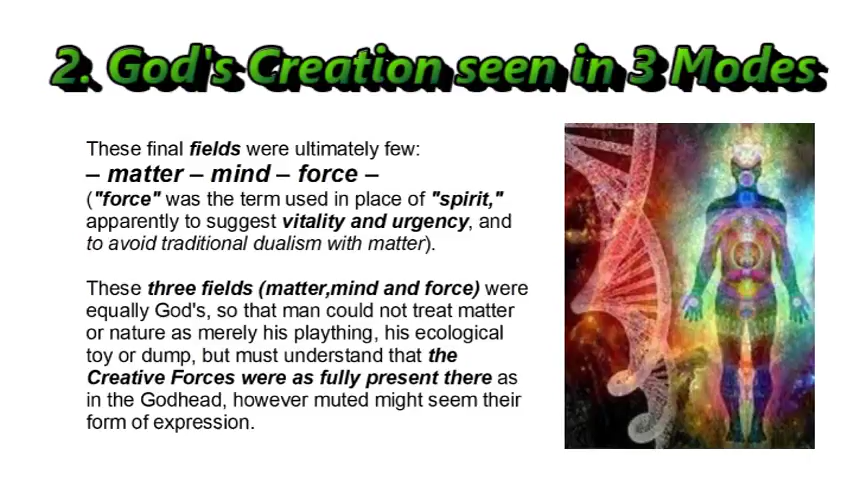 2. God's Creation seen in 3 Modes
These final fields were ultimately few:
– matter – mind – force –
("force" was the term used in place of "spirit,"
apparently to suggest vitality and urgency, and
to avoid traditional dualism with matter).
These three fields (matter,mind and force) were
equally God's, so that man could not treat matter
or nature as merely his plaything, his ecological
toy or dump, but must understand that the
Creative Forces were as fully present there as
in the Godhead, however muted might seem their
form of expression.